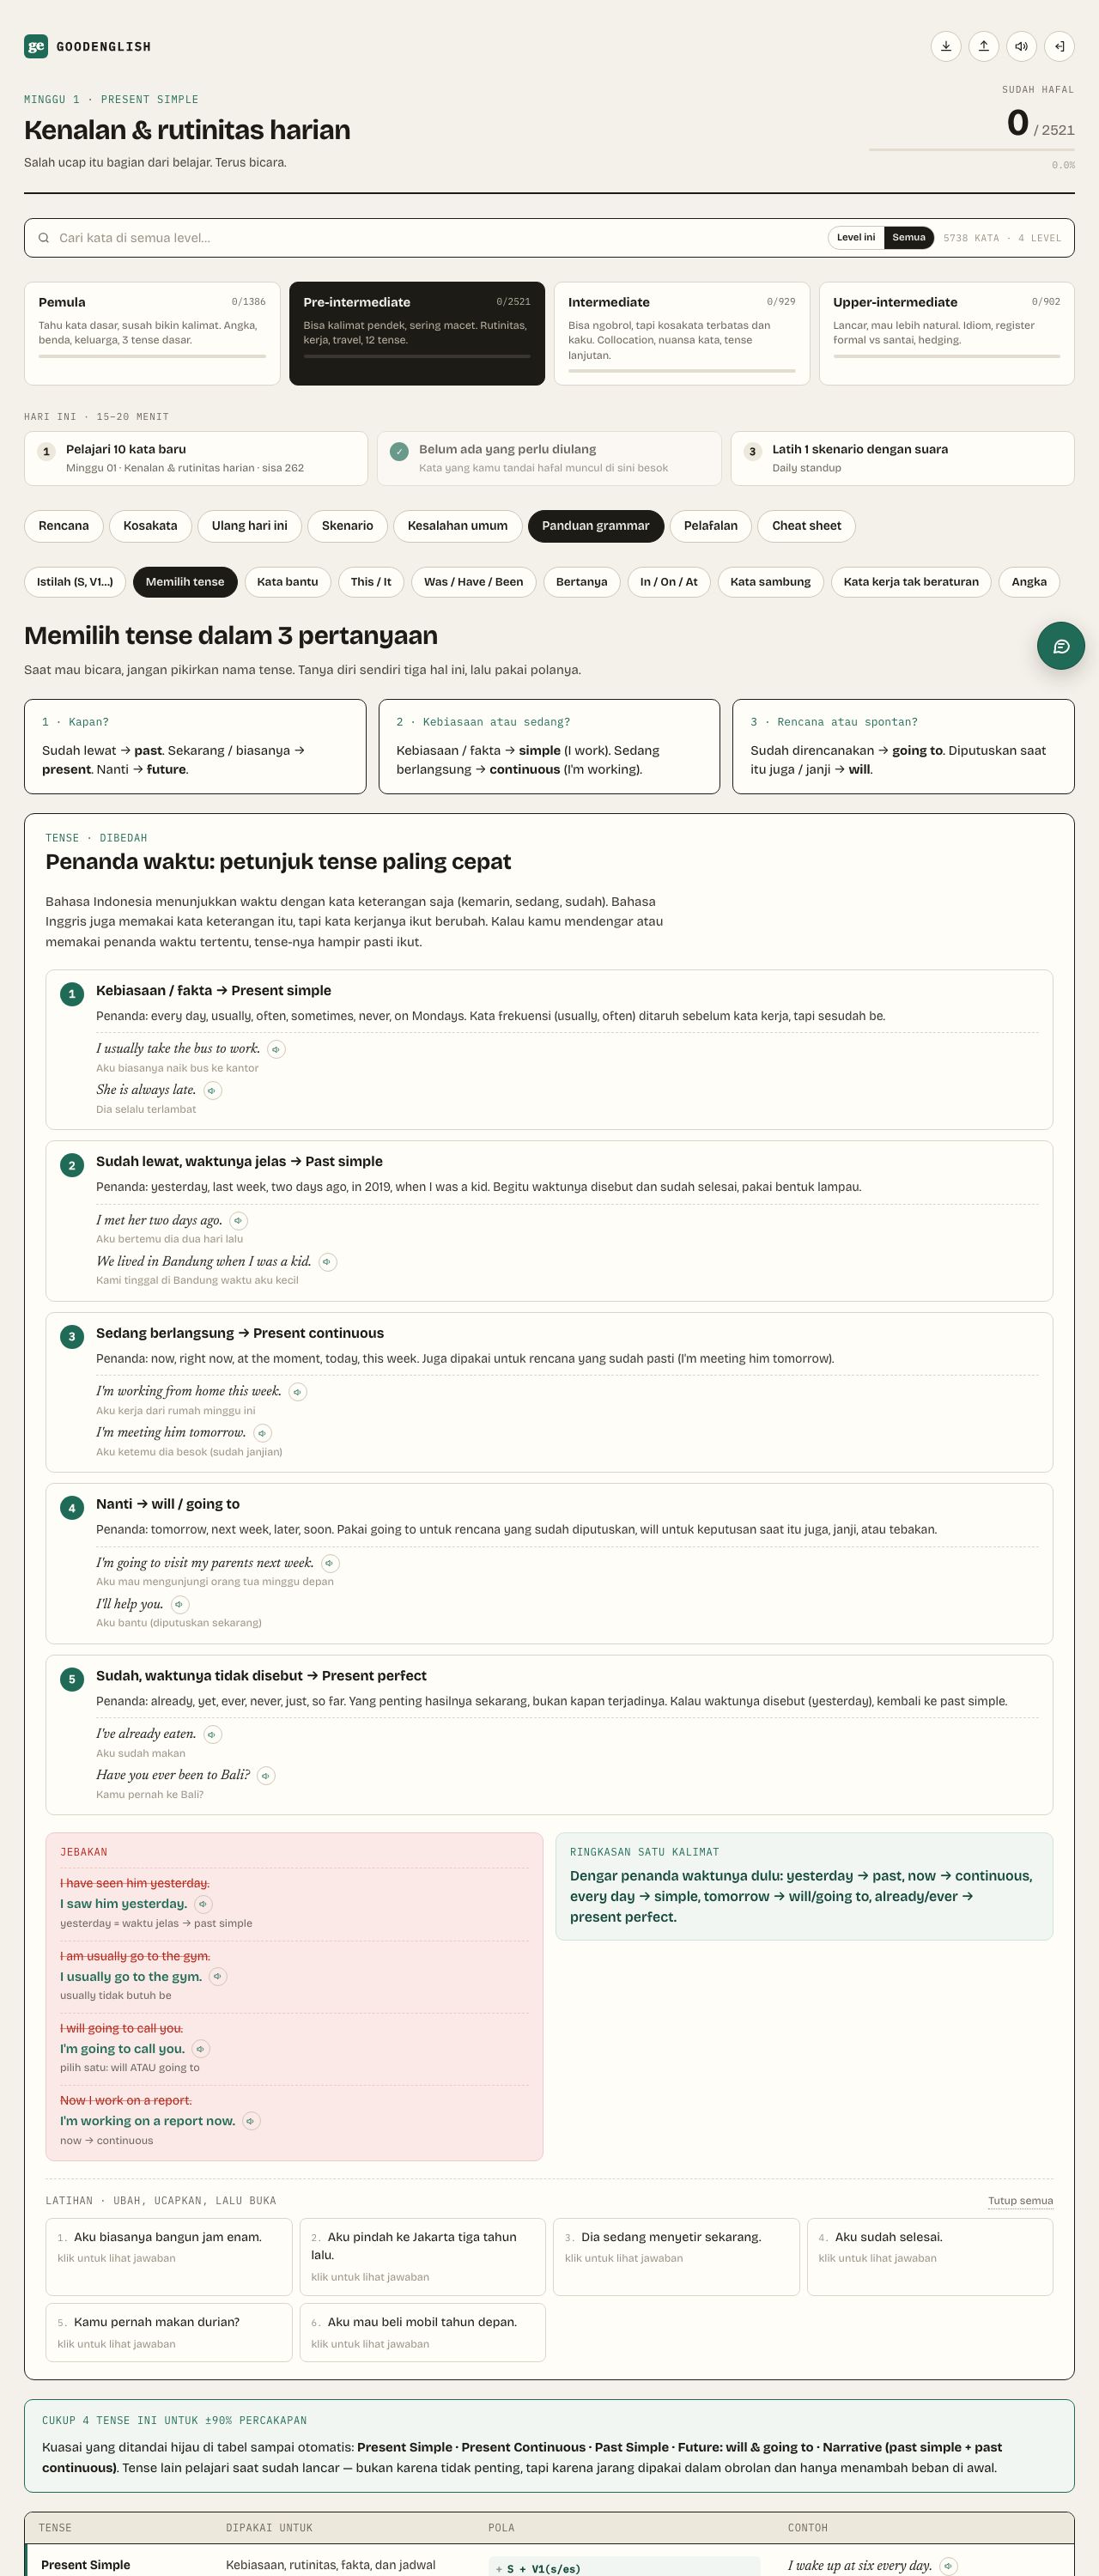 ge GOODENGLISH
MINGGU 1 · PRESENT SIMPLE
Kenalan & rutinitas harian
Salah ucap itu bagian dari belajar. Terus bicara.
SUDAH HAFAL
0 / 2521
0.0%
Cari kata di semua level…
Level ini
Semua
5738 KATA · 4 LEVEL
Pemula
0/1386
Tahu kata dasar, susah bikin kalimat. Angka,
benda, keluarga, 3 tense dasar.
Pre-intermediate
0/2521
Bisa kalimat pendek, sering macet. Rutinitas,
kerja, travel, 12 tense.
Intermediate
0/929
Bisa ngobrol, tapi kosakata terbatas dan
kaku. Collocation, nuansa kata, tense
lanjutan.
Upper-intermediate
0/902
Lancar, mau lebih natural. Idiom, register
formal vs santai, hedging.
HARI INI · 15–20 MENIT
1
Pelajari 10 kata baru
Minggu 01 · Kenalan & rutinitas harian · sisa 262
✓
Belum ada yang perlu diulang
Kata yang kamu tandai hafal muncul di sini besok
3
Latih 1 skenario dengan suara
Daily standup
Rencana
Kosakata
Ulang hari ini
Skenario
Kesalahan umum
Panduan grammar
Pelafalan
Cheat sheet
Istilah (S, V1…)
Memilih tense
Kata bantu
This / It
Was / Have / Been
Bertanya
In / On / At
Kata sambung
Kata kerja tak beraturan
Angka
Memilih tense dalam 3 pertanyaan
Saat mau bicara, jangan pikirkan nama tense. Tanya diri sendiri tiga hal ini, lalu pakai polanya.
1 · Kapan?
Sudah lewat → past. Sekarang / biasanya →
present. Nanti → future.
2 · Kebiasaan atau sedang?
Kebiasaan / fakta → simple (I work). Sedang
berlangsung → continuous (I'm working).
3 · Rencana atau spontan?
Sudah direncanakan → going to. Diputuskan saat
itu juga / janji → will.
TENSE · DIBEDAH
Penanda waktu: petunjuk tense paling cepat
Bahasa Indonesia menunjukkan waktu dengan kata keterangan saja (kemarin, sedang, sudah). Bahasa
Inggris juga memakai kata keterangan itu, tapi kata kerjanya ikut berubah. Kalau kamu mendengar atau
memakai penanda waktu tertentu, tense-nya hampir pasti ikut.
1
Kebiasaan / fakta → Present simple
Penanda: every day, usually, often, sometimes, never, on Mondays. Kata frekuensi (usually, often) ditaruh sebelum kata kerja, tapi sesudah be.
I usually take the bus to work.
Aku biasanya naik bus ke kantor
She is always late.
Dia selalu terlambat
2
Sudah lewat, waktunya jelas → Past simple
Penanda: yesterday, last week, two days ago, in 2019, when I was a kid. Begitu waktunya disebut dan sudah selesai, pakai bentuk lampau.
I met her two days ago.
Aku bertemu dia dua hari lalu
We lived in Bandung when I was a kid.
Kami tinggal di Bandung waktu aku kecil
3
Sedang berlangsung → Present continuous
Penanda: now, right now, at the moment, today, this week. Juga dipakai untuk rencana yang sudah pasti (I'm meeting him tomorrow).
I'm working from home this week.
Aku kerja dari rumah minggu ini
I'm meeting him tomorrow.
Aku ketemu dia besok (sudah janjian)
4
Nanti → will / going to
Penanda: tomorrow, next week, later, soon. Pakai going to untuk rencana yang sudah diputuskan, will untuk keputusan saat itu juga, janji, atau tebakan.
I'm going to visit my parents next week.
Aku mau mengunjungi orang tua minggu depan
I'll help you.
Aku bantu (diputuskan sekarang)
5
Sudah, waktunya tidak disebut → Present perfect
Penanda: already, yet, ever, never, just, so far. Yang penting hasilnya sekarang, bukan kapan terjadinya. Kalau waktunya disebut (yesterday), kembali ke past simple.
I've already eaten.
Aku sudah makan
Have you ever been to Bali?
Kamu pernah ke Bali?
JEBAKAN
I have seen him yesterday.
I saw him yesterday.
yesterday = waktu jelas → past simple
I am usually go to the gym.
I usually go to the gym.
usually tidak butuh be
I will going to call you.
I'm going to call you.
pilih satu: will ATAU going to
Now I work on a report.
I'm working on a report now.
now → continuous
RINGKASAN SATU KALIMAT
Dengar penanda waktunya dulu: yesterday → past, now → continuous,
every day → simple, tomorrow → will/going to, already/ever →
present perfect.
LATIHAN · UBAH, UCAPKAN, LALU BUKA
Tutup semua
1. Aku biasanya bangun jam enam.
klik untuk lihat jawaban
2. Aku pindah ke Jakarta tiga tahun
lalu.
klik untuk lihat jawaban
3. Dia sedang menyetir sekarang.
klik untuk lihat jawaban
4. Aku sudah selesai.
klik untuk lihat jawaban
5. Kamu pernah makan durian?
klik untuk lihat jawaban
6. Aku mau beli mobil tahun depan.
klik untuk lihat jawaban
CUKUP 4 TENSE INI UNTUK ±90% PERCAKAPAN
Kuasai yang ditandai hijau di tabel sampai otomatis: Present Simple · Present Continuous · Past Simple · Future: will & going to · Narrative (past simple + past
continuous). Tense lain pelajari saat sudah lancar — bukan karena tidak penting, tapi karena jarang dipakai dalam obrolan dan hanya menambah beban di awal.
TENSE
DIPAKAI UNTUK
POLA
CONTOH
Present Simple
Kebiasaan, rutinitas, fakta, dan jadwal
+ S + V1(s/es)
I wake up at six every day.